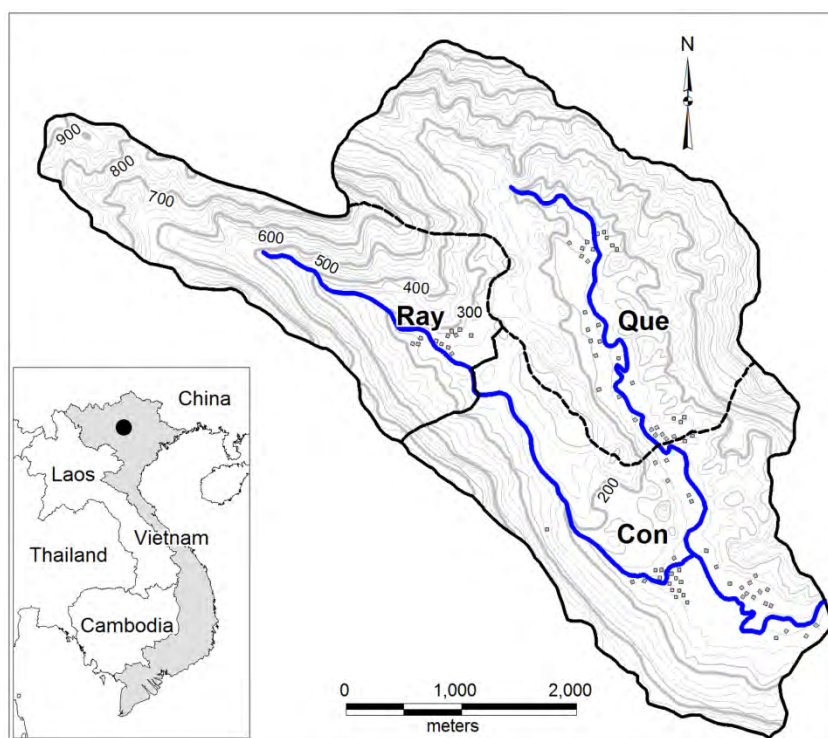 N
900
800
700
600
500
400
300
Ray
Que
200
Con
China
Laos
Vietnam
Thailand
Cambodia
0 1,000 2,000
meters